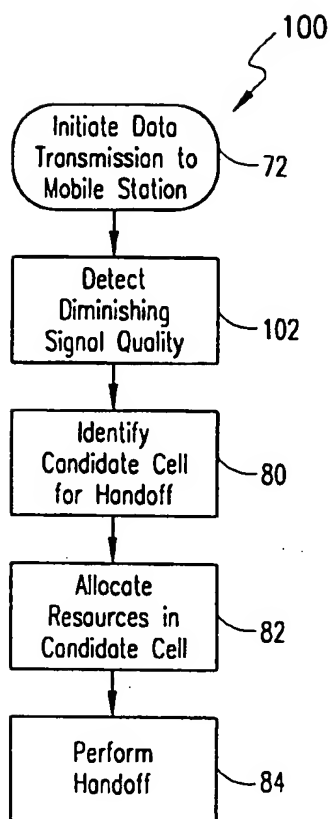 100
Initiate Data
Transmission to
Mobile Station
72
Detect
Diminishing
Signal Quality
102
Identify
Candidate Cell
for Handoff
80
Allocate
Resources in
Candidate Cell
82
Perform
Handoff
84